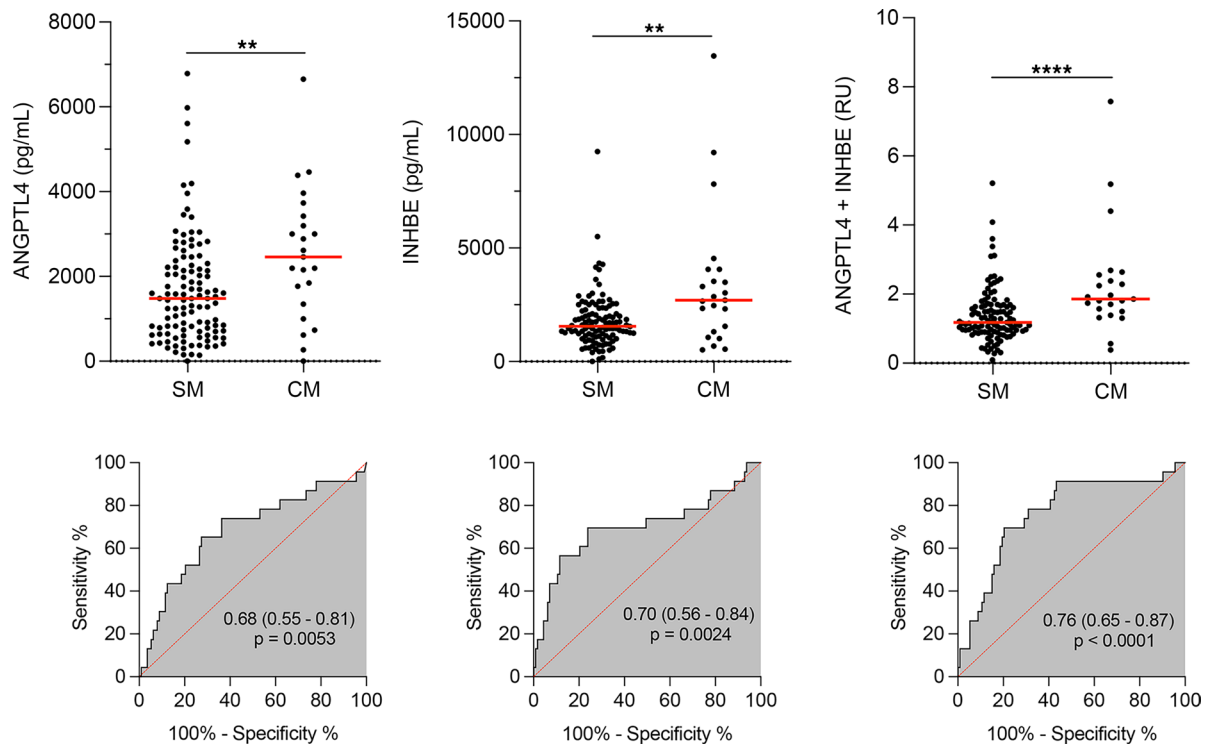 ANGPTL4 (pg/mL)
8000
6000
4000
2000
0
**
SM
CM
INHBE (pg/mL)
15000
10000
5000
0
**
SM
CM
ANGPTL4 + INHBE (RU)
10
8
6
4
2
0
****
SM
CM
Sensitivity %
100
80
60
40
20
0
0.68 (0.55 - 0.81)
p = 0.0053
0 20 40 60 80 100
100% - Specificity %
Sensitivity %
100
80
60
40
20
0
0.70 (0.56 - 0.84)
p = 0.0024
0 20 40 60 80 100
100% - Specificity %
Sensitivity %
100
80
60
40
20
0
0.76 (0.65 - 0.87)
p < 0.0001
0 20 40 60 80 100
100% - Specificity %